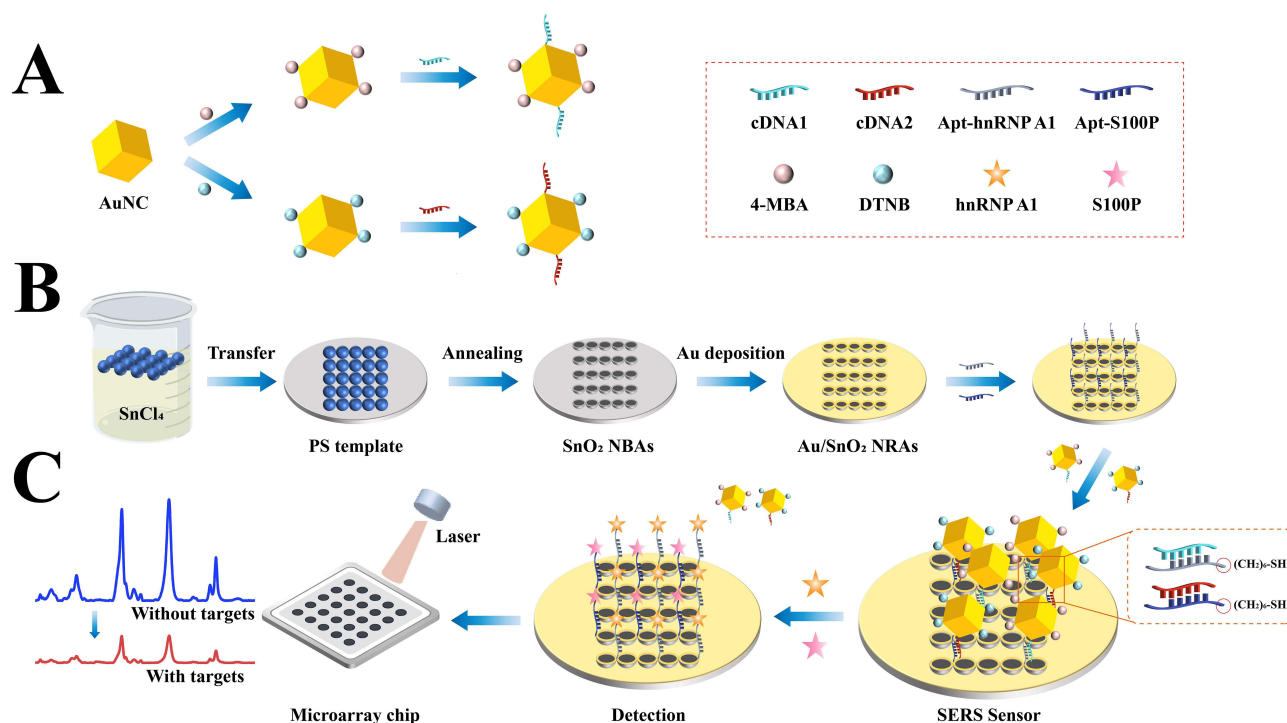 A
AuNC
cDNA1
cDNA2
Apt-hnRNP A1
Apt-S100P
4-MBA
DTNB
hnRNP A1
S100P
B
SnCl₄
Transfer
PS template
Annealing
SnO₂ NBAs
Au deposition
Au/SnO₂ NRAs
C
Without targets
With targets
Laser
Microarray chip
Detection
SERS Sensor
(CH₂)₆-SH
(CH₂)₆-SH